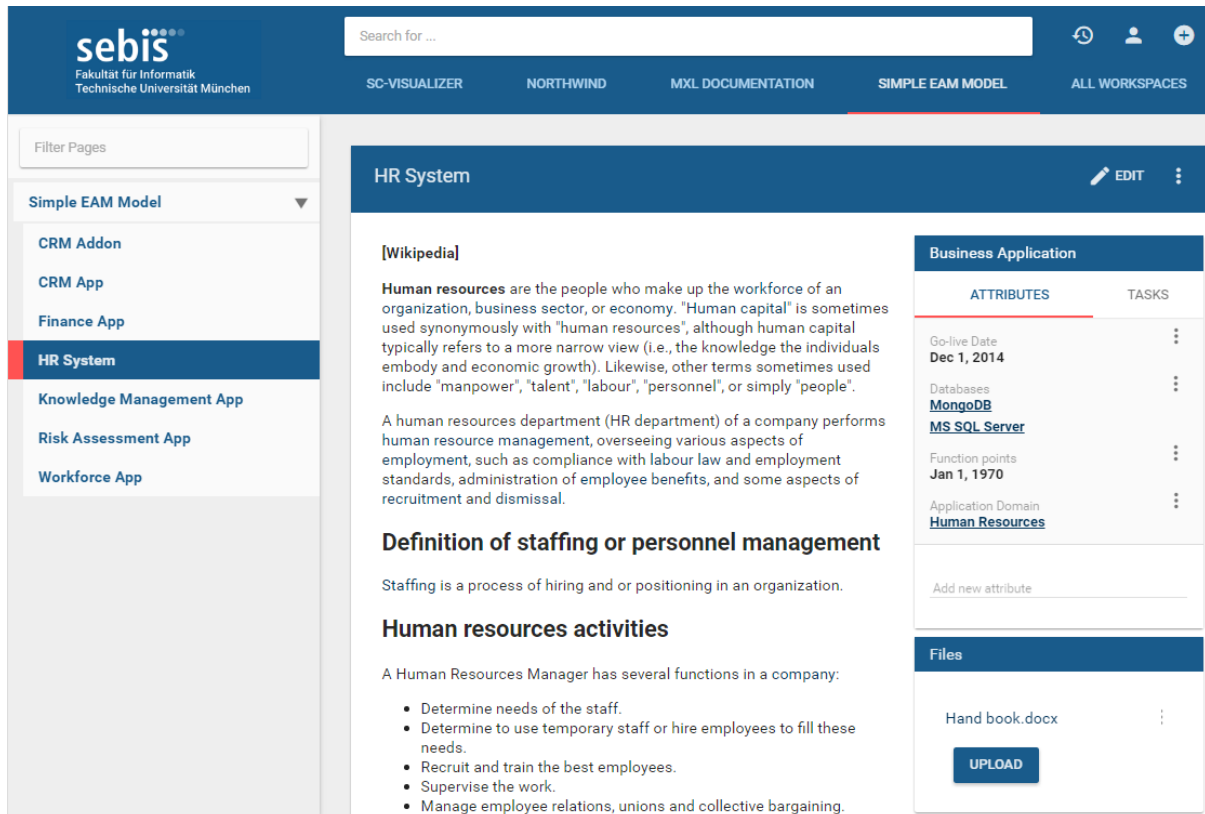 sebis
Fakultät für Informatik
Technische Universität München
Search for ...
SC-VISUALIZER
NORTHWIND
MXL DOCUMENTATION
SIMPLE EAM MODEL
ALL WORKSPACES
Filter Pages
Simple EAM Model
CRM Addon
CRM App
Finance App
HR System
Knowledge Management App
Risk Assessment App
Workforce App
HR System
EDIT
[Wikipedia]
Human resources are the people who make up the workforce of an
organization, business sector, or economy. "Human capital" is sometimes
used synonymously with "human resources", although human capital
typically refers to a more narrow view (i.e., the knowledge the individuals
embody and economic growth). Likewise, other terms sometimes used
include "manpower", "talent", "labour", "personnel", or simply "people".
A human resources department (HR department) of a company performs
human resource management, overseeing various aspects of
employment, such as compliance with labour law and employment
standards, administration of employee benefits, and some aspects of
recruitment and dismissal.
Definition of staffing or personnel management
Staffing is a process of hiring and or positioning in an organization.
Human resources activities
A Human Resources Manager has several functions in a company:
• Determine needs of the staff.
• Determine to use temporary staff or hire employees to fill these
needs.
• Recruit and train the best employees.
• Supervise the work.
• Manage employee relations, unions and collective bargaining.
Business Application
ATTRIBUTES
TASKS
Go-live Date
Dec 1, 2014
Databases
MongoDB
MS SQL Server
Function points
Jan 1, 1970
Application Domain
Human Resources
Add new attribute
Files
Hand book.docx
UPLOAD